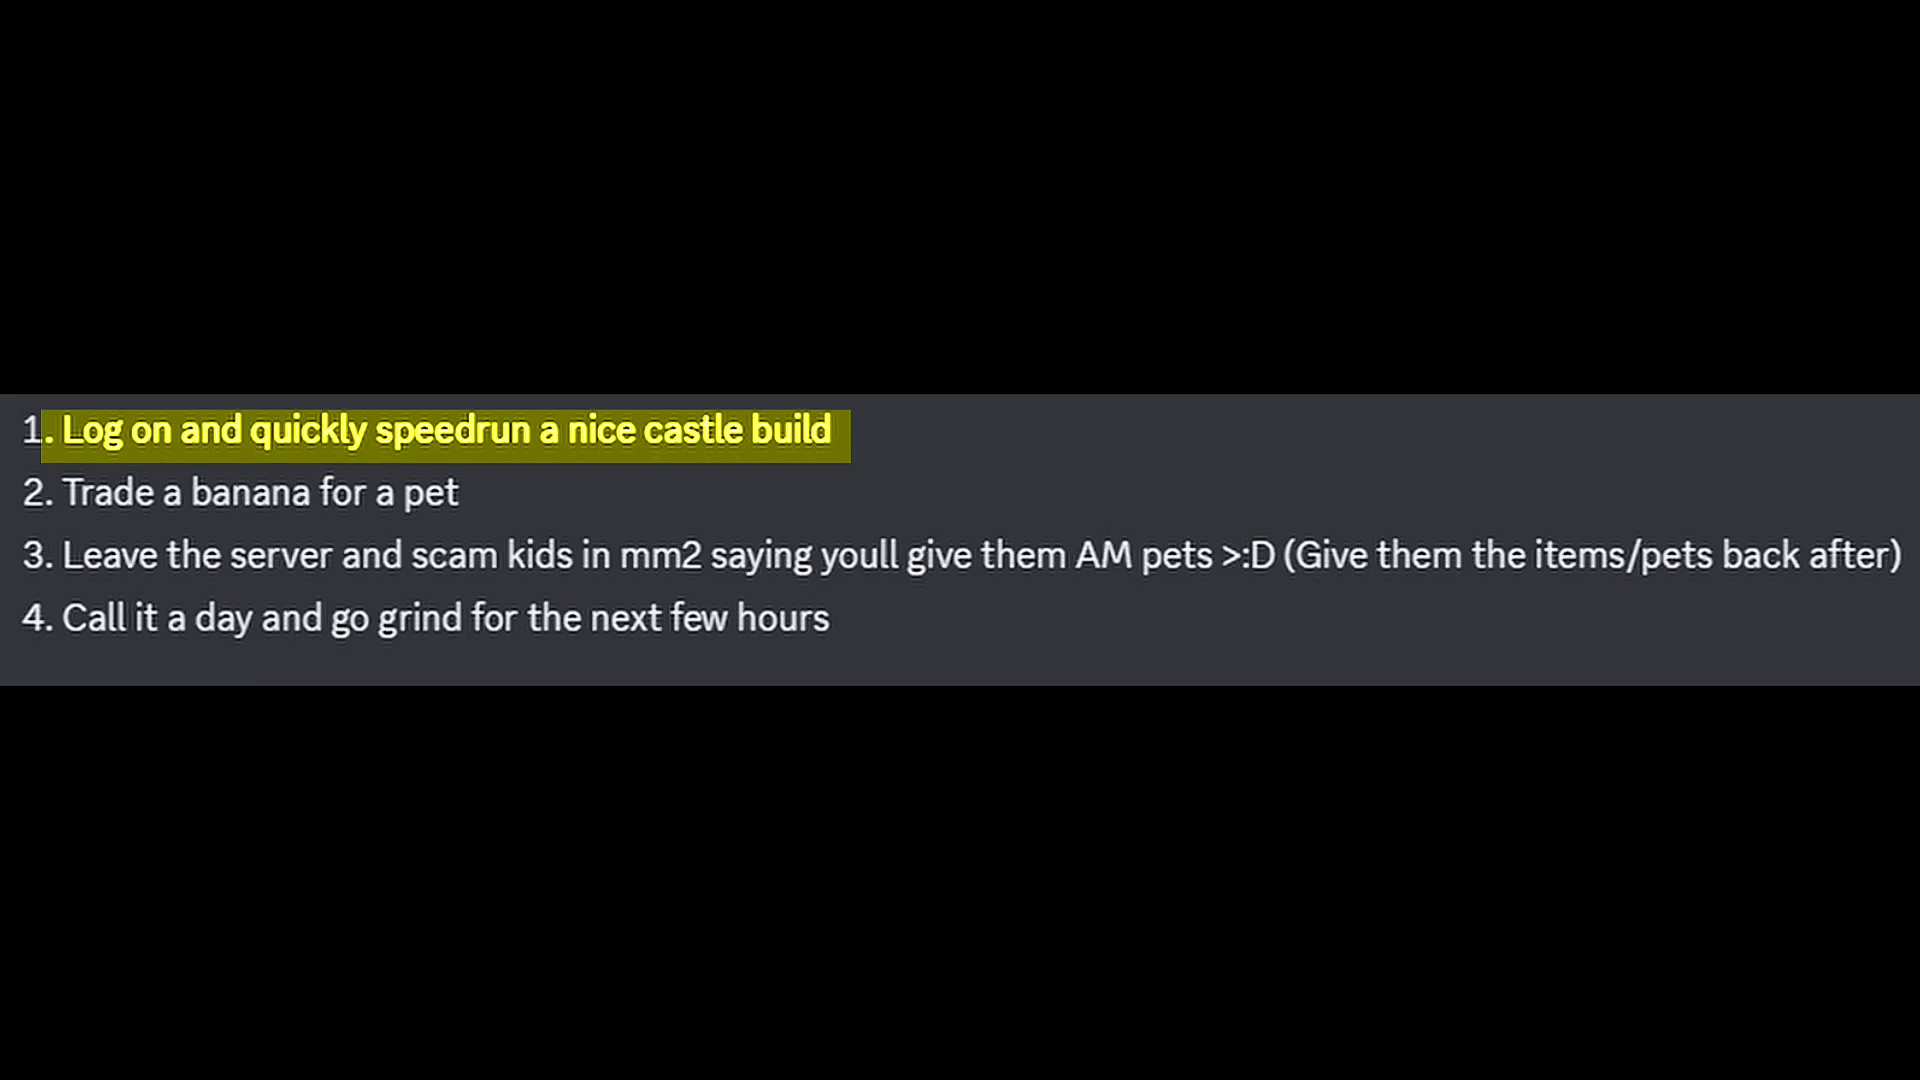 1. Log on and quickly speedrun a nice castle build
2. Trade a banana for a pet
3. Leave the server and scam kids in mm2 saying youll give them AM pets >:D (Give them the items/pets back after)
4. Call it a day and go grind for the next few hours